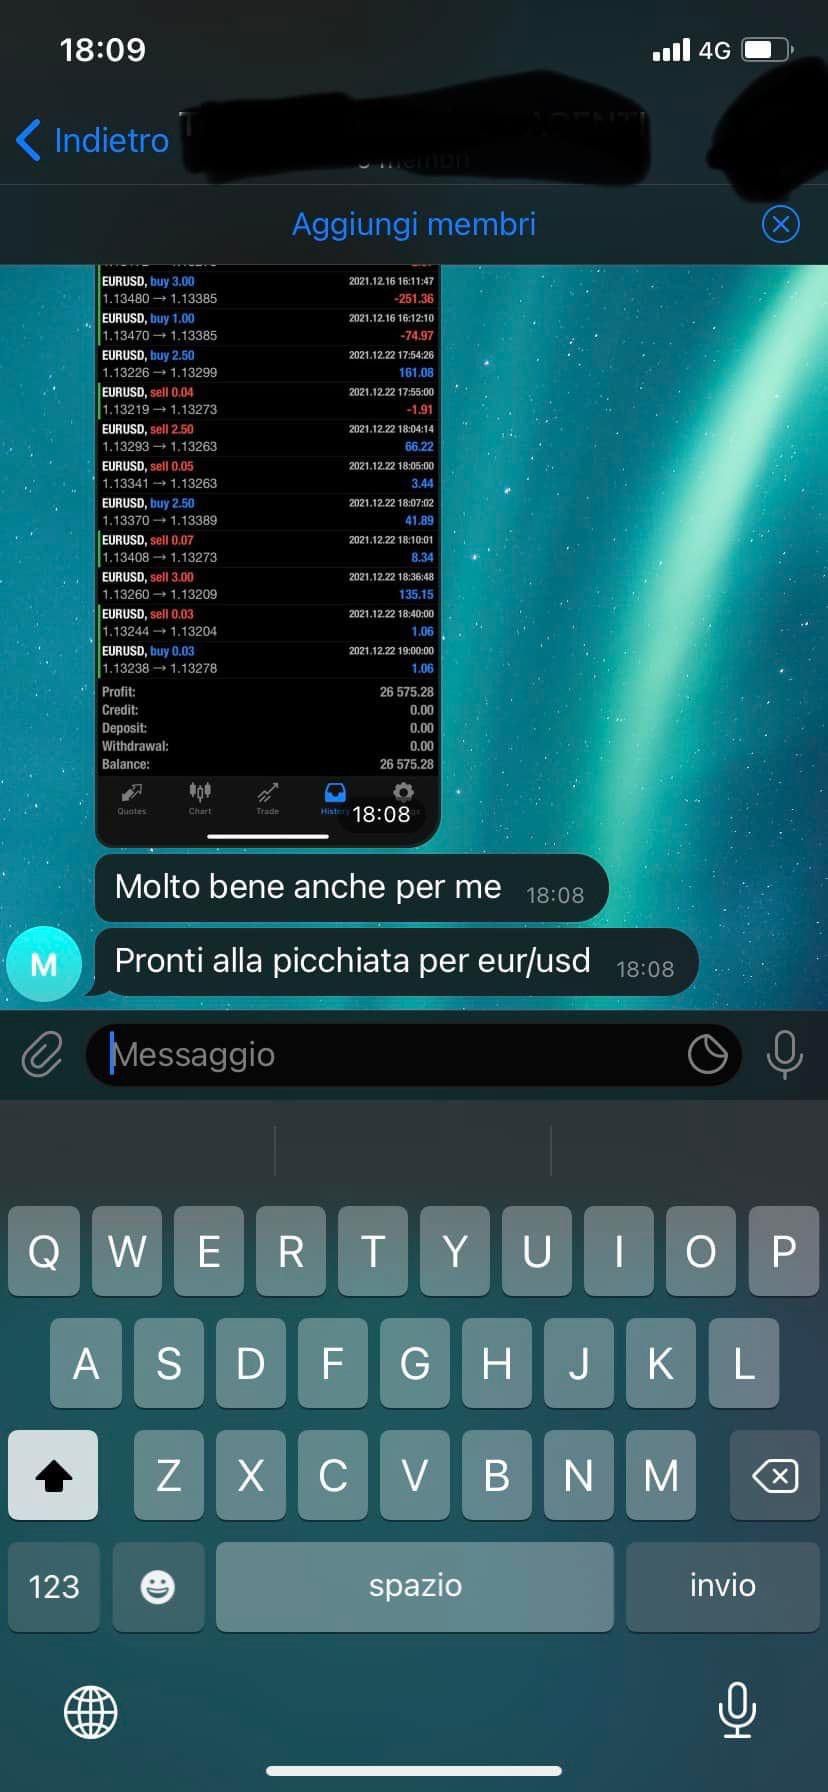 18:09
4G
Indietro
Aggiungi membri
EURUSD, buy 3.00 2021.12.16 16:11:47
1.13480 → 1.13385 -251.36
EURUSD, buy 1.00 2021.12.16 16:12:10
1.13470 → 1.13385 -74.97
EURUSD, buy 2.50 2021.12.22 17:54:26
1.13226 → 1.13299 161.08
EURUSD, sell 0.04 2021.12.22 17:55:00
1.13219 → 1.13273 -1.91
EURUSD, sell 2.50 2021.12.22 18:04:14
1.13293 → 1.13263 66.22
EURUSD, sell 0.05 2021.12.22 18:05:00
1.13341 → 1.13263 3.44
EURUSD, buy 2.50 2021.12.22 18:07:02
1.13370 → 1.13389 41.89
EURUSD, sell 0.07 2021.12.22 18:10:01
1.13408 → 1.13273 8.34
EURUSD, sell 3.00 2021.12.22 18:36:48
1.13260 → 1.13209 135.15
EURUSD, sell 0.03 2021.12.22 18:40:00
1.13244 → 1.13204 1.06
EURUSD, buy 0.03 2021.12.22 19:00:00
1.13238 → 1.13278 1.06
Profit: 26 575.28
Credit: 0.00
Deposit: 0.00
Withdrawal: 0.00
Balance: 26 575.28
Quotes Chart Trade History
18:08
Molto bene anche per me 18:08
M
Pronti alla picchiata per eur/usd 18:08
Messaggio
Q W E R T Y U I O P
A S D F G H J K L
Z X C V B N M
123 spazio invio